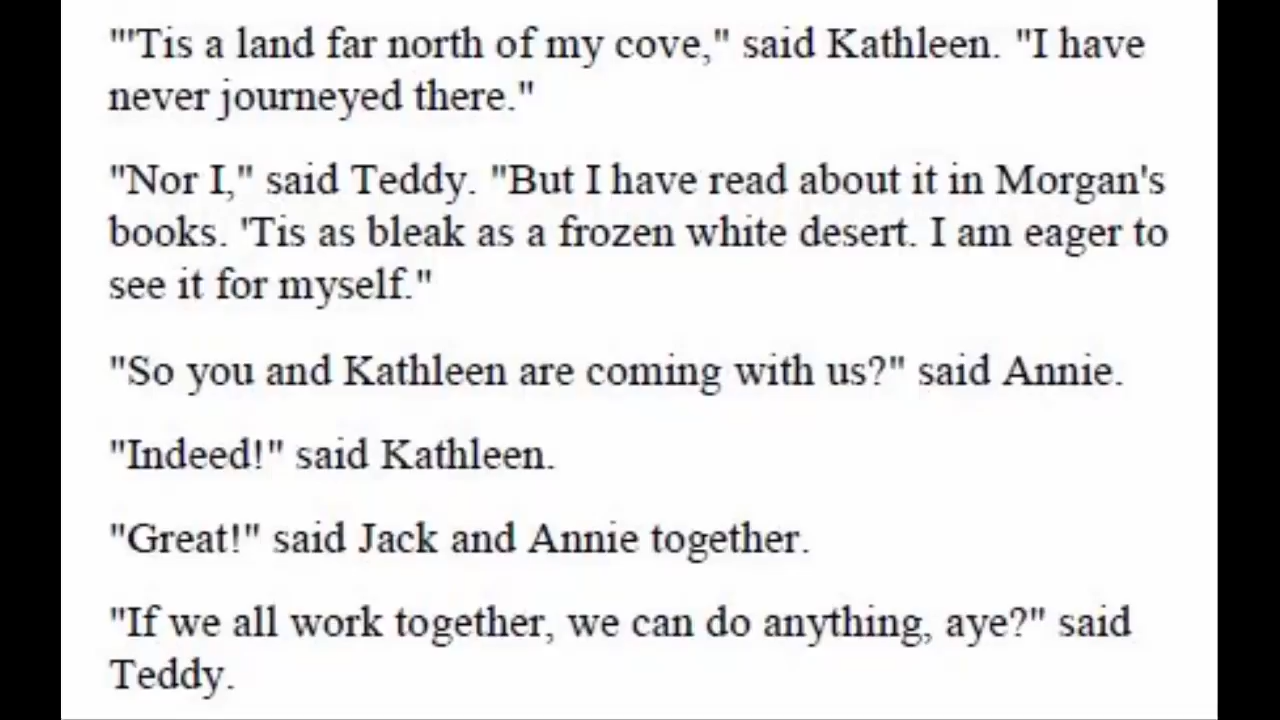 "'Tis a land far north of my cove," said Kathleen. "I have
never journeyed there."
"Nor I," said Teddy. "But I have read about it in Morgan's
books. 'Tis as bleak as a frozen white desert. I am eager to
see it for myself."
"So you and Kathleen are coming with us?" said Annie.
"Indeed!" said Kathleen.
"Great!" said Jack and Annie together.
"If we all work together, we can do anything, aye?" said
Teddy.